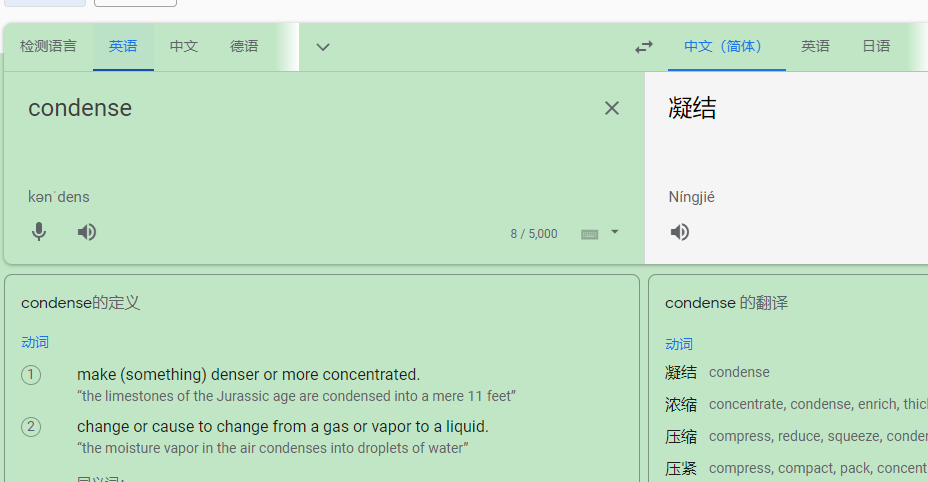 检测语言 英语 中文 德语 中文（简体） 英语 日语
condense
凝结
kənˈdens
Níngjié
8 / 5,000
condense的定义
动词
1 make (something) denser or more concentrated.
“the limestones of the Jurassic age are condensed into a mere 11 feet”
2 change or cause to change from a gas or vapor to a liquid.
“the moisture vapor in the air condenses into droplets of water”
condense 的翻译
动词
凝结 condense
浓缩 concentrate, condense, enrich,
压缩 compress, reduce, squeeze,
压紧 compress, compact, pack,